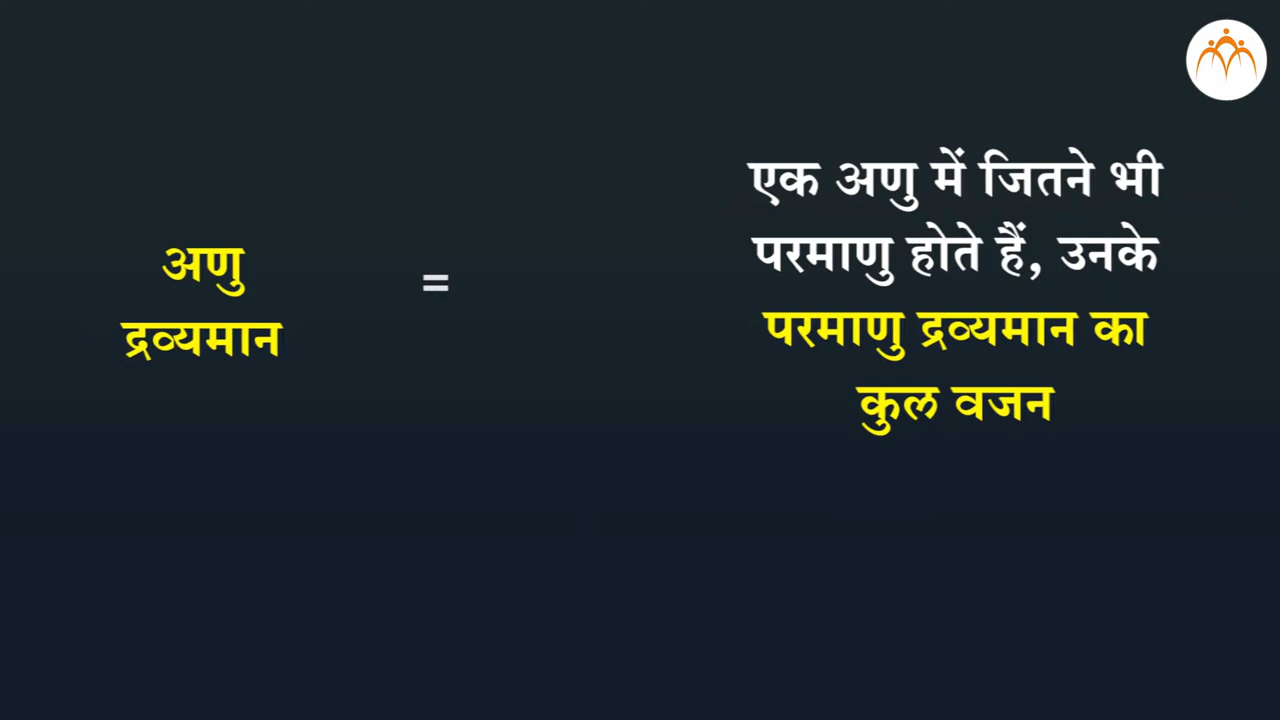 अणु
द्रव्यमान
=
एक अणु में जितने भी
परमाणु होते हैं, उनके
परमाणु द्रव्यमान का
कुल वजन